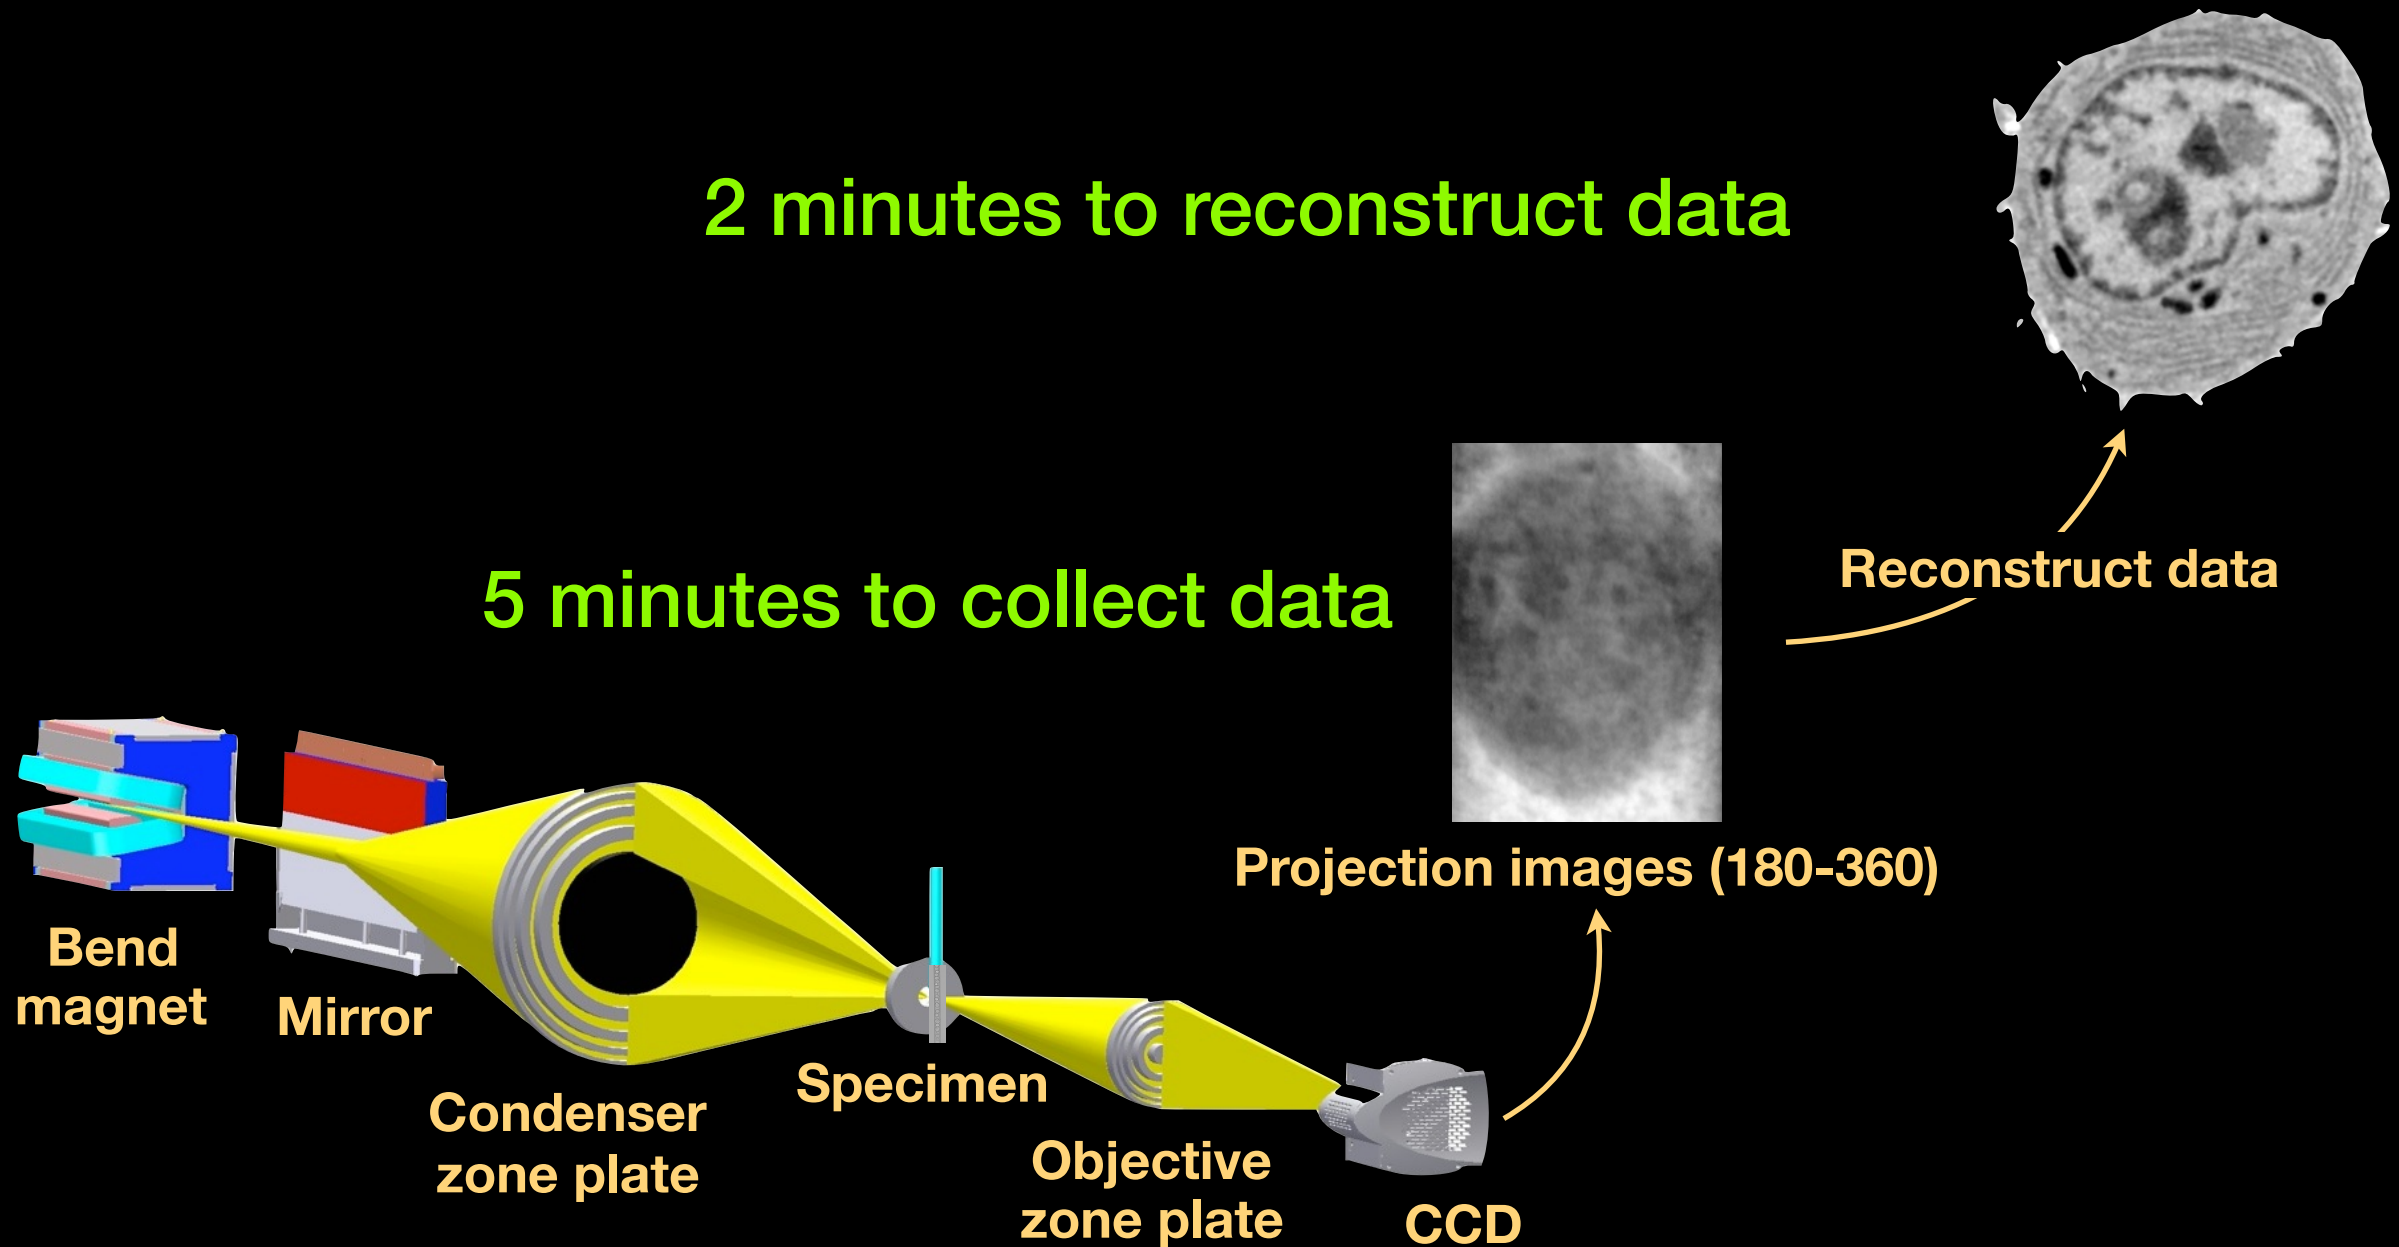 2 minutes to reconstruct data
Reconstruct data
5 minutes to collect data
Projection images (180-360)
Bend
magnet
Mirror
Condenser
zone plate
Specimen
Objective
zone plate
CCD